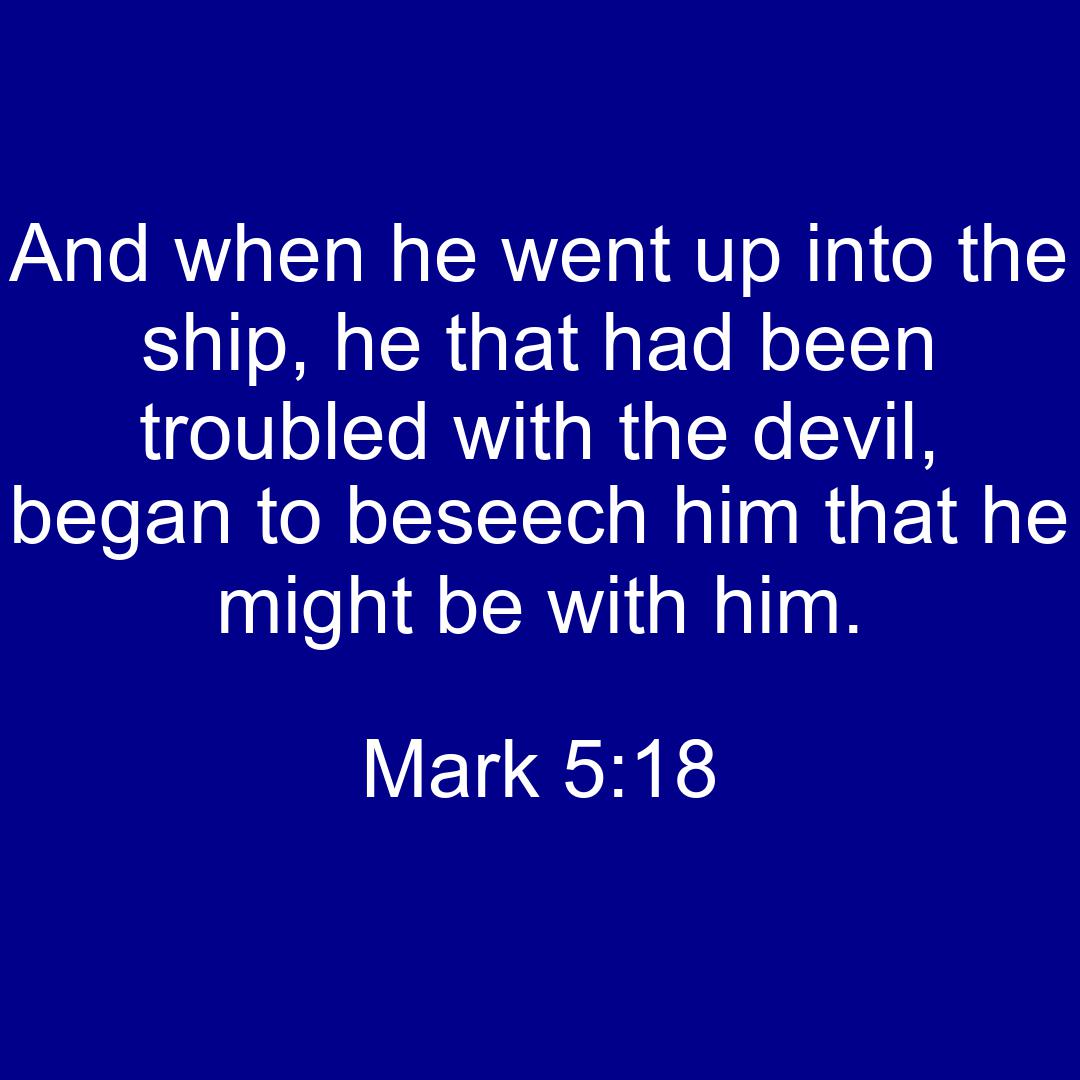 And when he went up into the
ship, he that had been
troubled with the devil,
began to beseech him that he
might be with him.
Mark 5:18